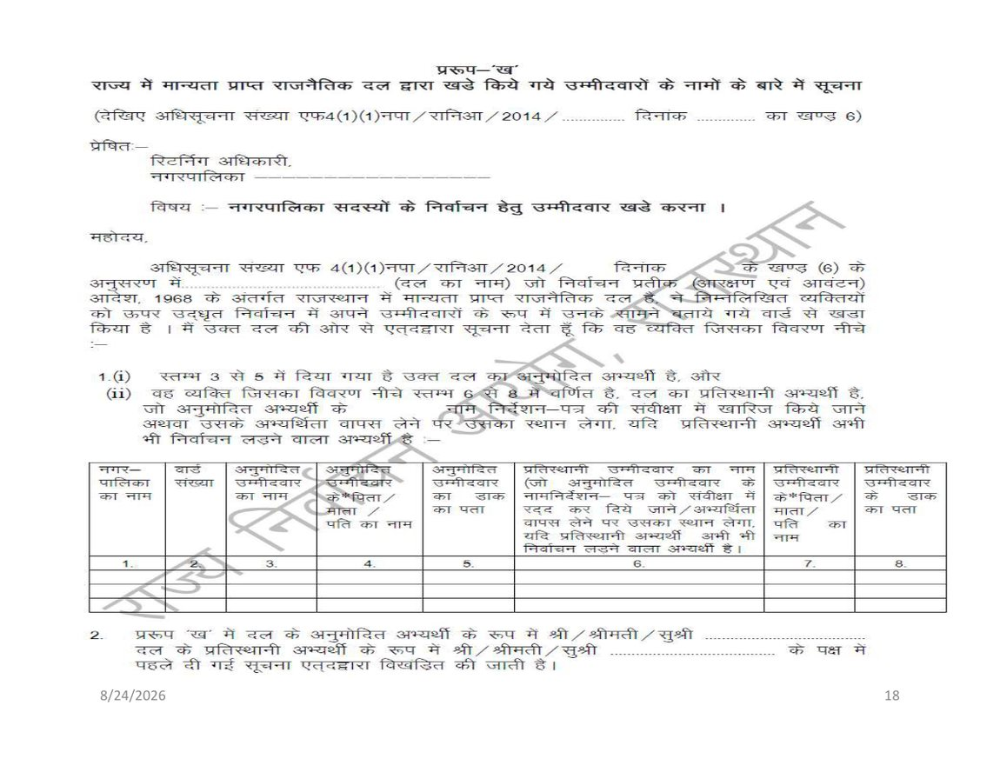 प्ररूप–‘ख’
राज्य में मान्यता प्राप्त राजनैतिक दल द्वारा खडे किये गये उम्मीदवारों के नामों के बारे में सूचना
(देखिए अधिसूचना संख्या एफ4(1)(1)नपा/रानिआ/2014/.............. दिनांक ............. का खण्ड 6)
प्रेषितः–
रिटर्निग अधिकारी,
नगरपालिका —————————————————
विषय :– नगरपालिका सदस्यों के निर्वाचन हेतु उम्मीदवार खडे करना ।
महोदय,
अधिसूचना संख्या एफ 4(1)(1)नपा/रानिआ/2014/ दिनांक के खण्ड (6) के
अनुसरण में.......................................... (दल का नाम) जो निर्वाचन प्रतीक (आरक्षण एवं आवंटन)
आदेश, 1968 के अंतर्गत राजस्थान में मान्यता प्राप्त राजनैतिक दल है, ने निम्नलिखित व्यक्तियों
को ऊपर उद्धृत निर्वाचन में अपने उम्मीदवारों के रूप में उनके सामने बताये गये वार्ड से खडा
किया है । मैं उक्त दल की ओर से एतद्द्वारा सूचना देता हूँ कि वह व्यक्ति जिसका विवरण नीचे
:–
1.(i) स्तम्भ 3 से 5 में दिया गया है उक्त दल का अनुमोदित अभ्यर्थी है, और
(ii) वह व्यक्ति जिसका विवरण नीचे स्तम्भ 6 से 8 में वर्णित है, दल का प्रतिस्थानी अभ्यर्थी है,
जो अनुमोदित अभ्यर्थी के नाम निर्देशन–पत्र की संवीक्षा में खारिज किये जाने
अथवा उसके अभ्यर्थिता वापस लेने पर उसका स्थान लेगा, यदि प्रतिस्थानी अभ्यर्थी अभी
भी निर्वाचन लड़ने वाला अभ्यर्थी है :–
नगर–
पालिका
का नाम
वार्ड
संख्या
अनुमोदित
उम्मीदवार
का नाम
अनुमोदित
उम्मीदवार
के*पिता/
माता /
पति का नाम
अनुमोदित
उम्मीदवार
का डाक
का पता
प्रतिस्थानी उम्मीदवार का नाम
(जो अनुमोदित उम्मीदवार के
नामनिर्देशन– पत्र को संवीक्षा में
रद्द कर दिये जाने/अभ्यर्थिता
वापस लेने पर उसका स्थान लेगा,
यदि प्रतिस्थानी अभ्यर्थी अभी भी
निर्वाचन लड़ने वाला अभ्यर्थी है।
प्रतिस्थानी
उम्मीदवार
के*पिता/
माता/
पति का
नाम
प्रतिस्थानी
उम्मीदवार
के डाक
का पता
1. 2. 3. 4. 5. 6. 7. 8.
2. प्ररूप ‘ख’ में दल के अनुमोदित अभ्यर्थी के रूप में श्री/श्रीमती/सुश्री ...................................
दल के प्रतिस्थानी अभ्यर्थी के रूप में श्री/श्रीमती/सुश्री ................................... के पक्ष में
पहले दी गई सूचना एतद्द्वारा विखंडित की जाती है।
राज्य निर्वाचन आयोग, राजस्थान
8/24/2026 18